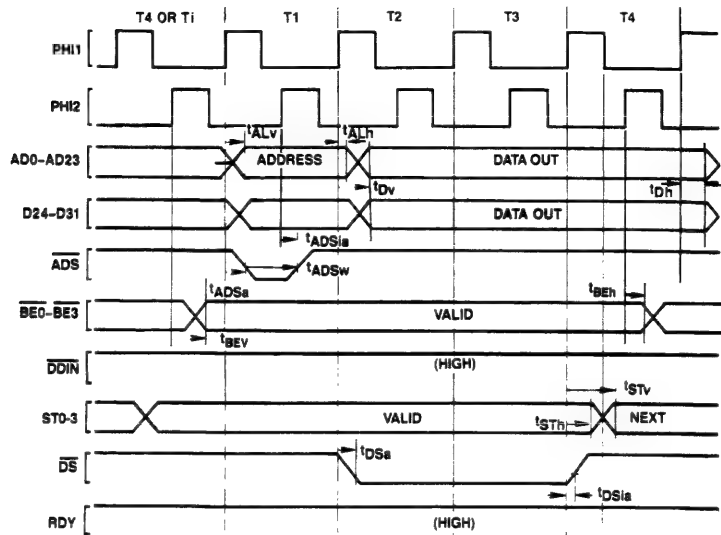 T4 OR Ti T1 T2 T3 T4
PHI1
PHI2
tALv tALh
AD0–AD23 ADDRESS DATA OUT
tDv tDh
D24–D31 DATA OUT
tADSia
ADS
tADSw
tADSa tBEh
BE0–BE3 VALID
tBEV
DDIN (HIGH)
tSTv
ST0-3 VALID tSTh NEXT
DS tDSa
tDSia
RDY (HIGH)